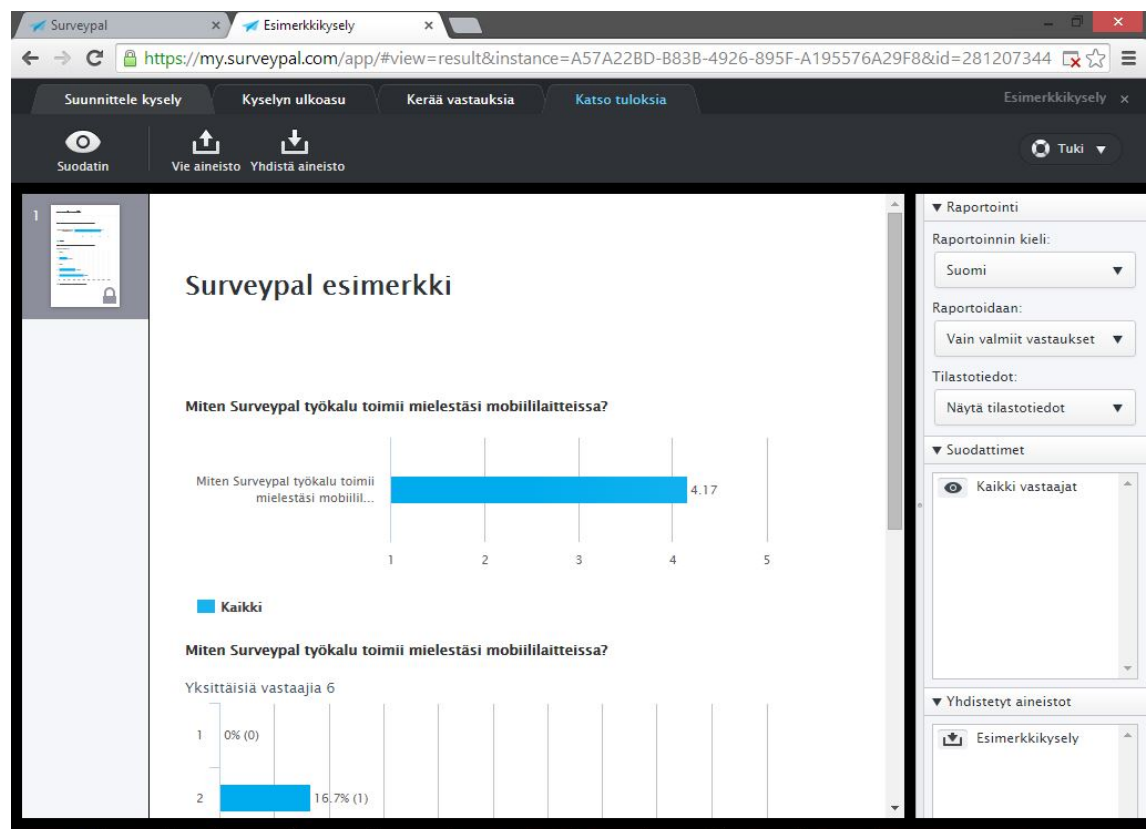 Surveypal
Esimerkkikysely
https://my.surveypal.com/app/#view=result&instance=A57A22BD-B83B-4926-895F-A195576A29F8&id=281207344
Suunnittele kysely
Kyselyn ulkoasu
Kerää vastauksia
Katso tuloksia
Esimerkkikysely x
Suodatin
Vie aineisto
Yhdistä aineisto
Tuki
1
Surveypal esimerkki
Miten Surveypal työkalu toimii mielestäsi mobiililaitteissa?
Miten Surveypal työkalu toimii
mielestäsi mobiilil...
4.17
1 2 3 4 5
Kaikki
Miten Surveypal työkalu toimii mielestäsi mobiililaitteissa?
Yksittäisiä vastaajia 6
1 0% (0)
2 16.7% (1)
Raportointi
Raportoinnin kieli:
Suomi
Raportoidaan:
Vain valmiit vastaukset
Tilastotiedot:
Näytä tilastotiedot
Suodattimet
Kaikki vastaajat
Yhdistetyt aineistot
Esimerkkikysely